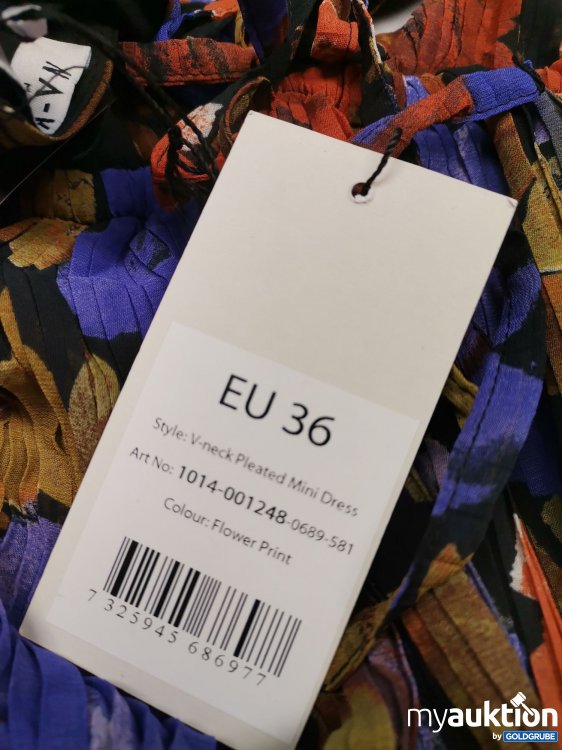 EU 36
Style: V-neck Pleated Mini Dress
Art No: 1014-001248-0689-581
Colour: Flower Print
7 325945 686977
myauktion
by GOLDGRUBE